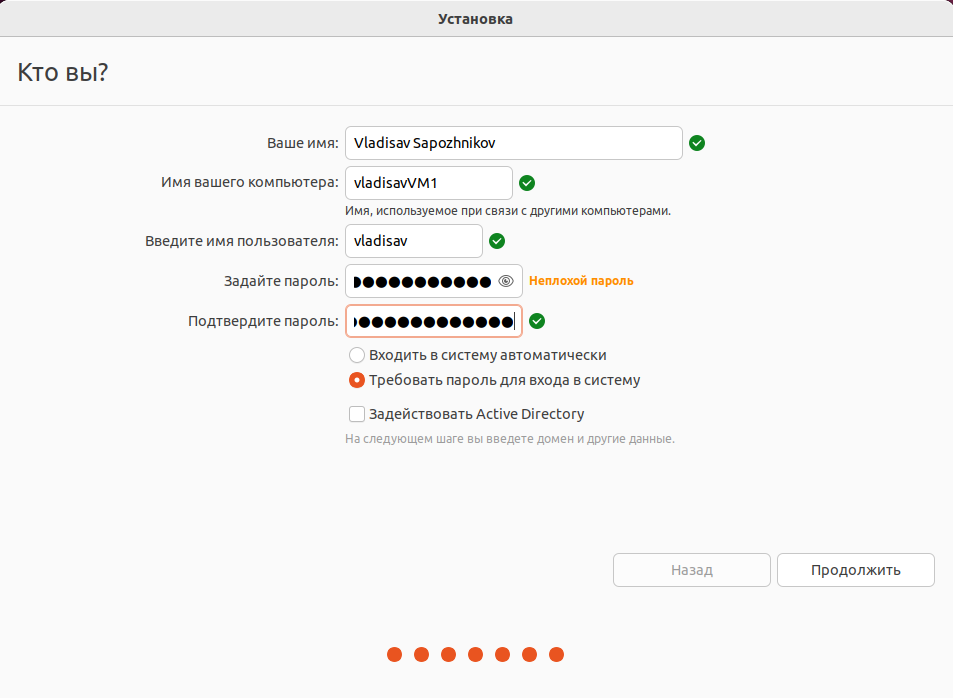 Установка
Кто вы?
Ваше имя: Vladisav Sapozhnikov
Имя вашего компьютера: vladisavVM1
Имя, используемое при связи с другими компьютерами.
Введите имя пользователя: vladisav
Задайте пароль: Неплохой пароль
Подтвердите пароль:
Входить в систему автоматически
Требовать пароль для входа в систему
Задействовать Active Directory
На следующем шаге вы введете домен и другие данные.
Назад Продолжить